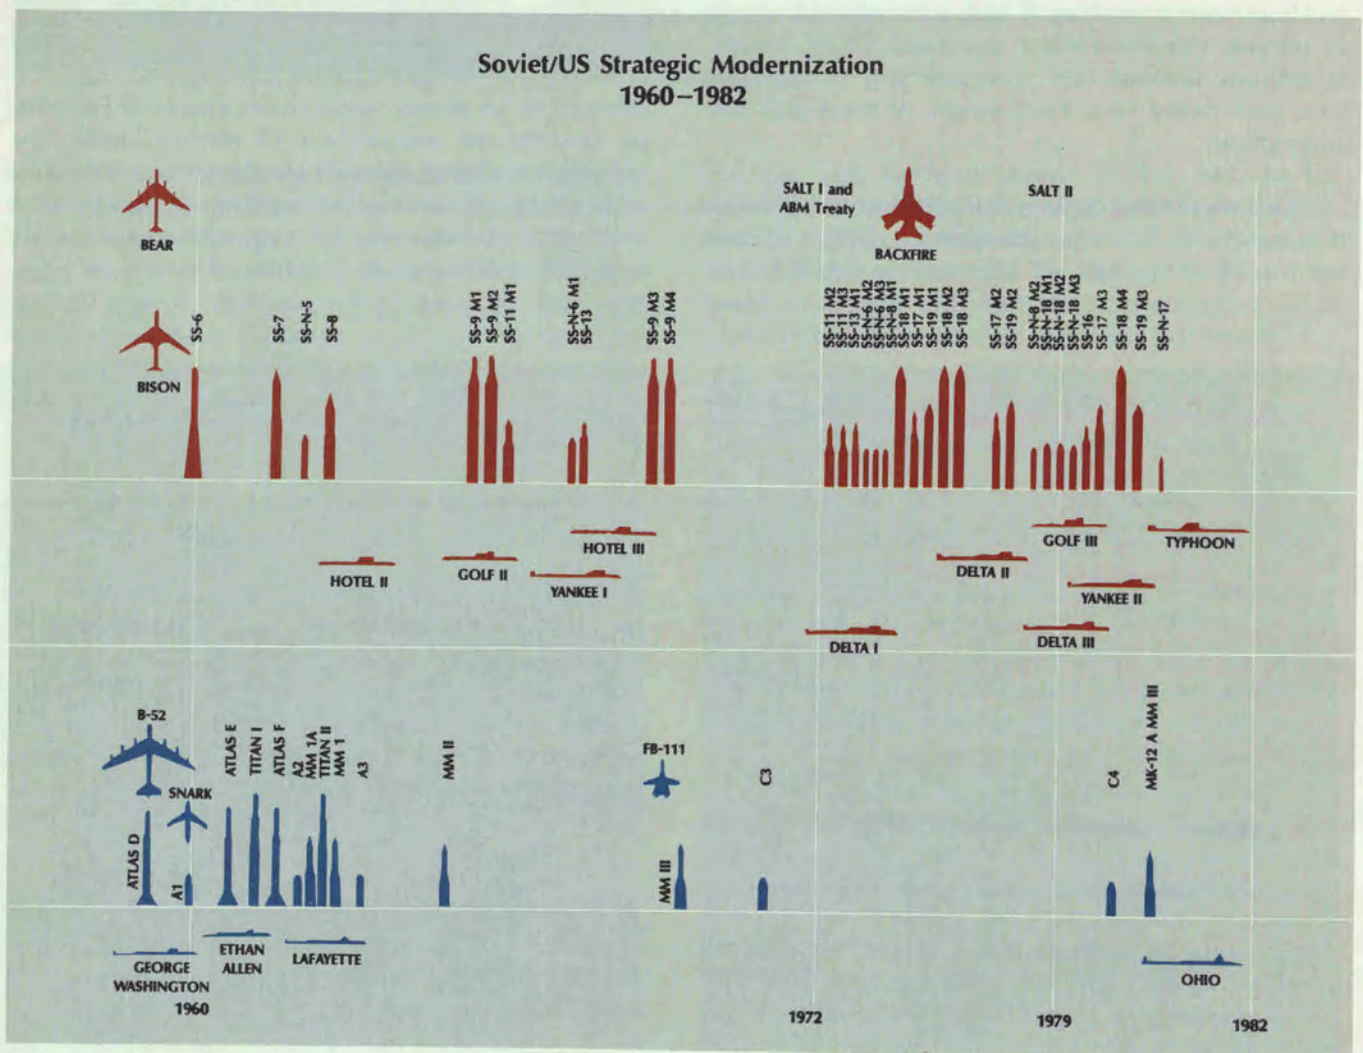 Soviet/US Strategic Modernization
1960–1982
BEAR
SALT I and
ABM Treaty
BACKFIRE
SALT II
BISON
SS-6
SS-7
SS-N-5
SS-8
SS-9 M1
SS-9 M2
SS-11 M1
SS-N-6 M1
SS-13
SS-9 M3
SS-9 M4
SS-11 M2
SS-11 M3
SS-13 M1
SS-N-6 M2
SS-N-6 M3
SS-N-8 M1
SS-18 M1
SS-17 M1
SS-19 M1
SS-18 M2
SS-18 M3
SS-17 M2
SS-19 M2
SS-N-8 M2
SS-N-18 M1
SS-N-18 M2
SS-N-18 M3
SS-16
SS-17 M3
SS-18 M4
SS-19 M3
SS-N-17
HOTEL II
GOLF II
HOTEL III
YANKEE I
DELTA I
DELTA II
GOLF III
TYPHOON
YANKEE II
DELTA III
B-52
SNARK
ATLAS D
A1
ATLAS E
TITAN I
ATLAS F
A2
MM 1A
TITAN II
MM 1
A3
MM II
FB-111
MM III
C3
C4
MK-12 A MM III
GEORGE
WASHINGTON
ETHAN
ALLEN
LAFAYETTE
OHIO
1960
1972
1979
1982